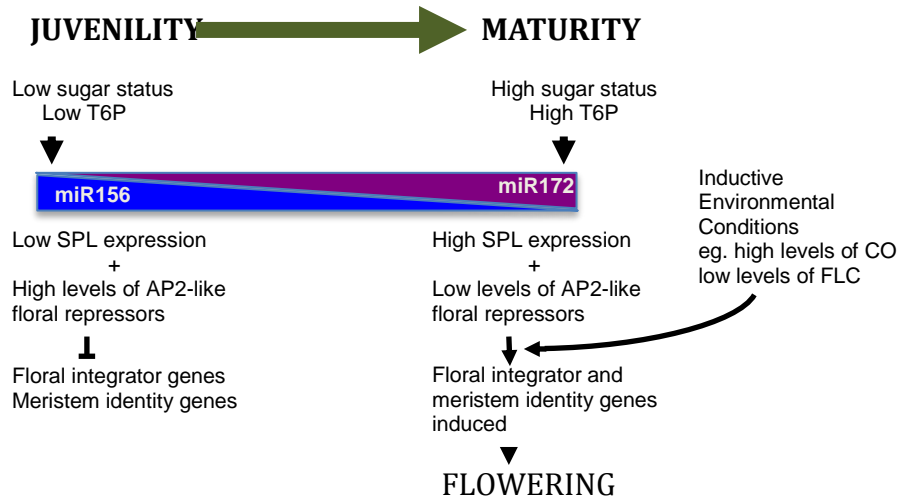 JUVENILITY
MATURITY
Low sugar status
Low T6P
High sugar status
High T6P
miR156
miR172
Low SPL expression
+
High levels of AP2-like
floral repressors
Floral integrator genes
Meristem identity genes
High SPL expression
+
Low levels of AP2-like
floral repressors
Floral integrator and
meristem identity genes
induced
FLOWERING
Inductive
Environmental
Conditions
eg. high levels of CO
low levels of FLC